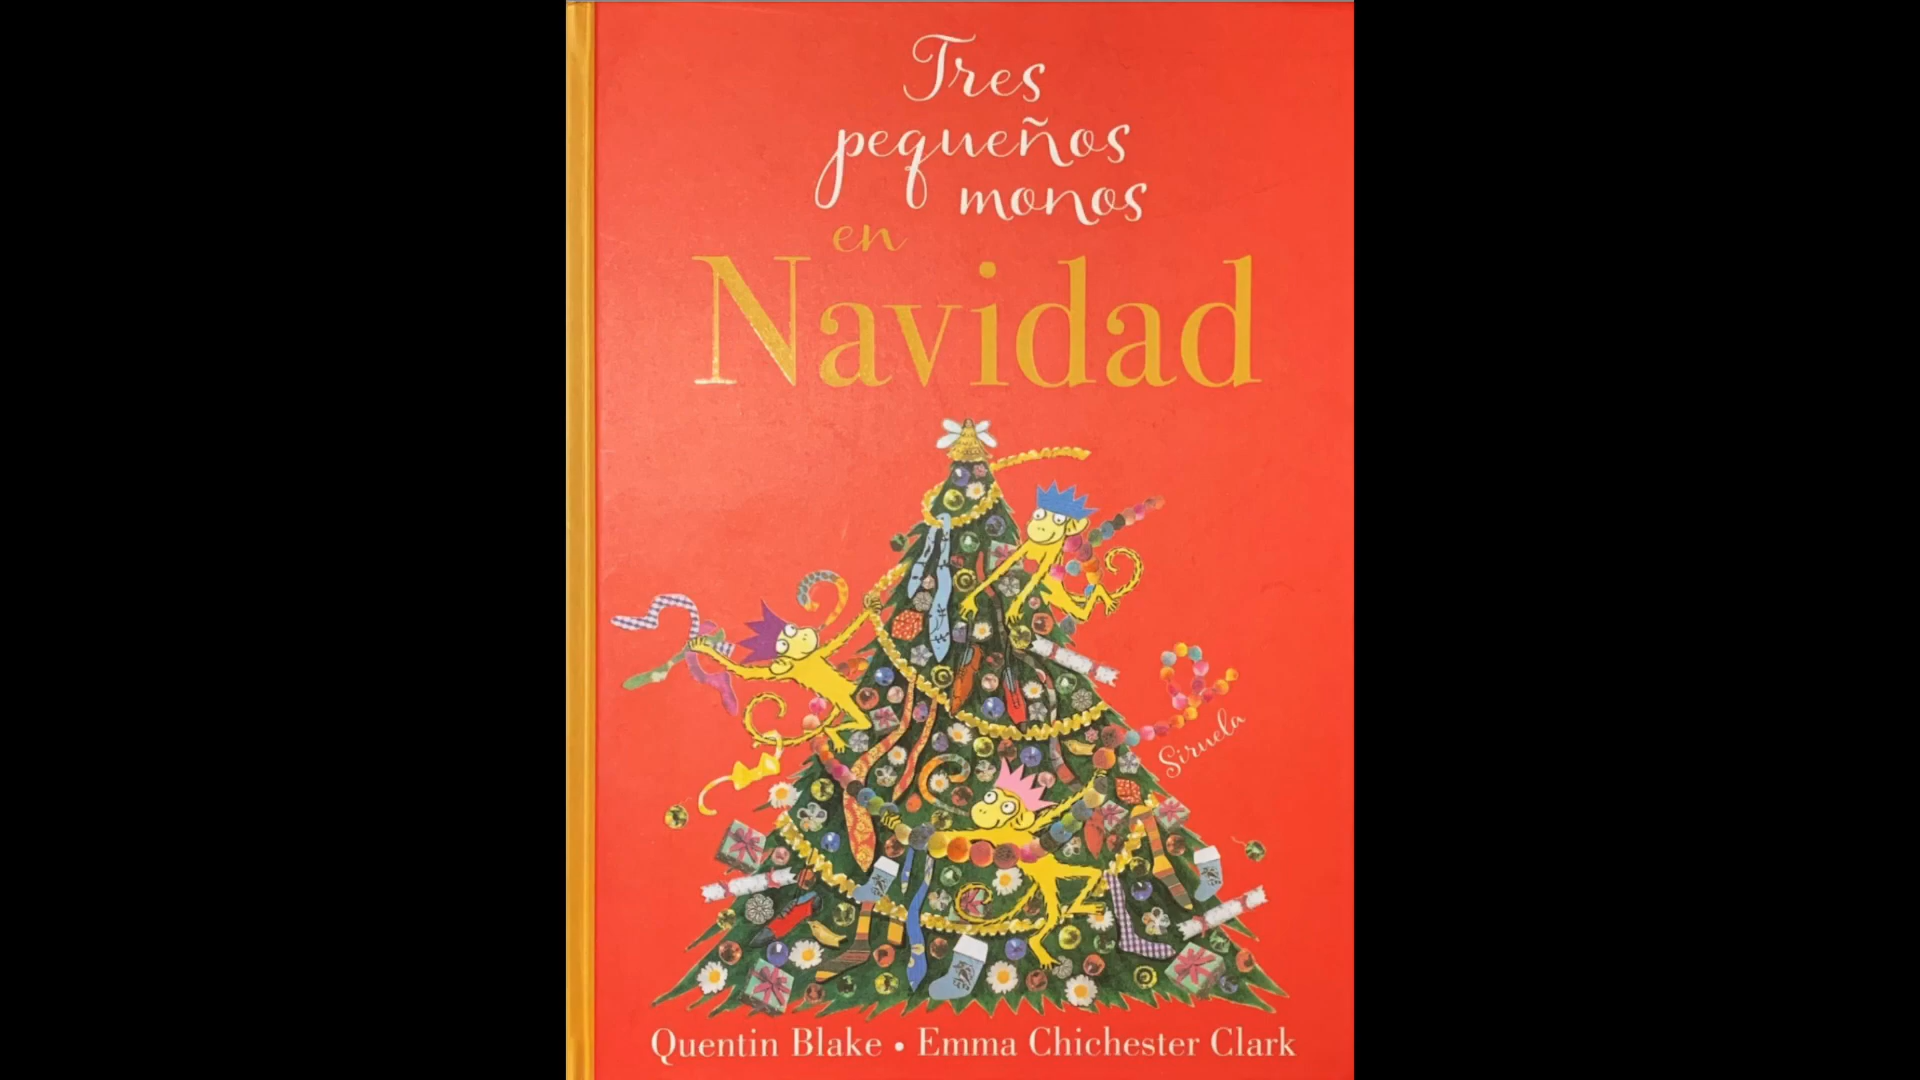 Tres
pequeños
monos
en
Navidad
Siruela
Quentin Blake • Emma Chichester Clark